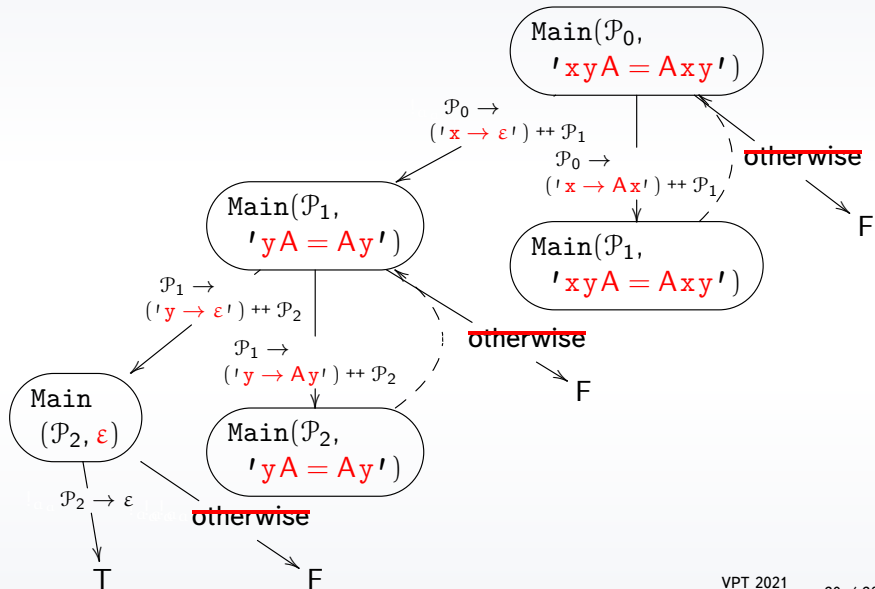 Main(𝒫₀,
'xyA = Axy')
𝒫₀ →
('x → ε') ++ 𝒫₁
𝒫₀ →
('x → Ax') ++ 𝒫₁
otherwise
F
Main(𝒫₁,
'yA = Ay')
Main(𝒫₁,
'xyA = Axy')
𝒫₁ →
('y → ε') ++ 𝒫₂
𝒫₁ →
('y → Ay') ++ 𝒫₂
otherwise
F
Main
(𝒫₂, ε)
Main(𝒫₂,
'yA = Ay')
𝒫₂ → ε
otherwise
T
F
VPT 2021